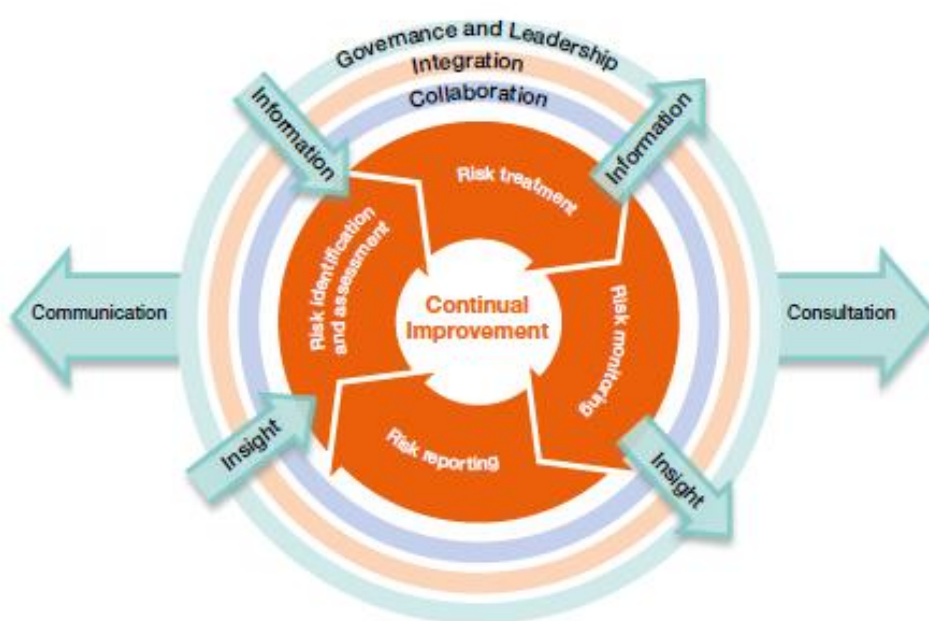 Governance and Leadership
Integration
Collaboration
Information
Information
Risk treatment
Risk identification
and assessment
Continual
Improvement
Communication
Consultation
Risk monitoring
Risk reporting
Insight
Insight